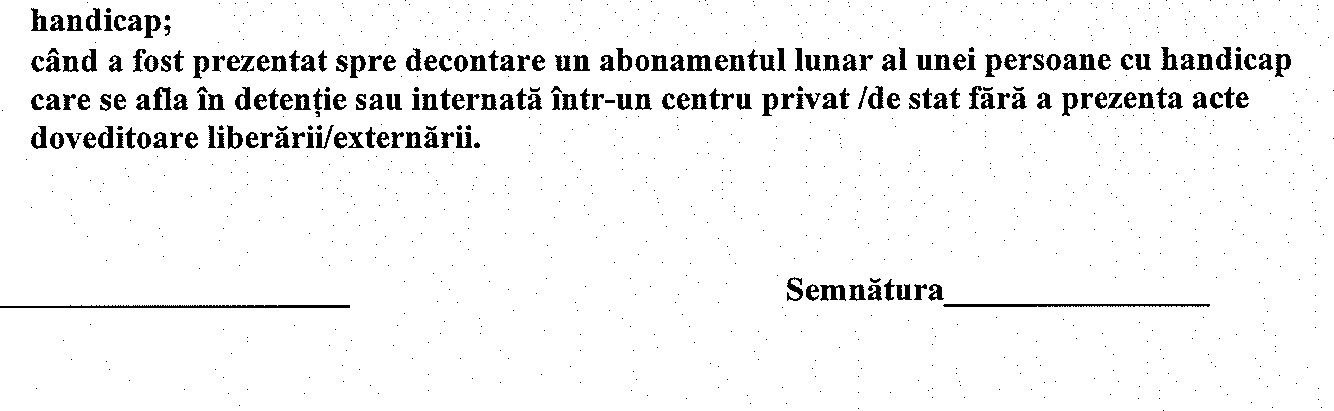 handicap;
când a fost prezentat spre decontare un abonamentul lunar al unei persoane cu handicap
care se afla în detenție sau internată într-un centru privat /de stat fără a prezenta acte
doveditoare liberării/externării.
Semnătura